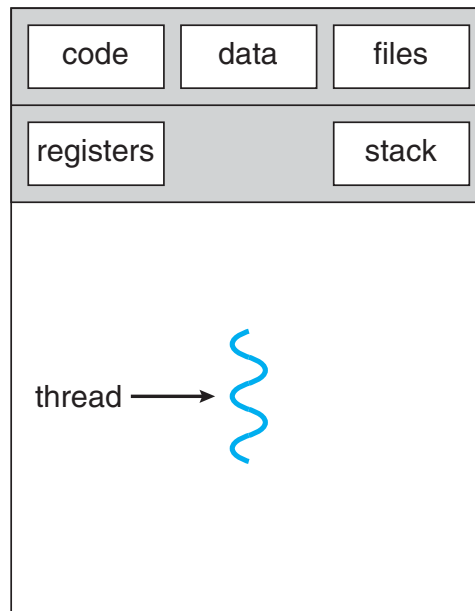 code data files
registers stack
thread